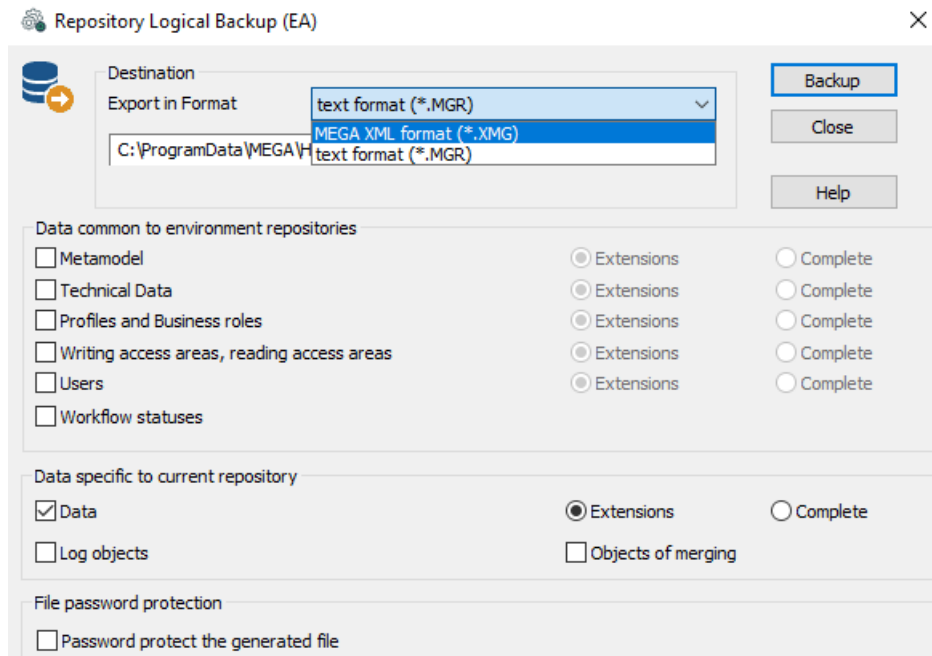 Repository Logical Backup (EA)
Destination
Export in Format
text format (*.MGR)
Backup
MEGA XML format (*.XMG)
text format (*.MGR)
C:\ProgramData\MEGA\H
Close
Help
Data common to environment repositories
Metamodel Extensions Complete
Technical Data Extensions Complete
Profiles and Business roles Extensions Complete
Writing access areas, reading access areas Extensions Complete
Users Extensions Complete
Workflow statuses
Data specific to current repository
Data Extensions Complete
Log objects Objects of merging
File password protection
Password protect the generated file